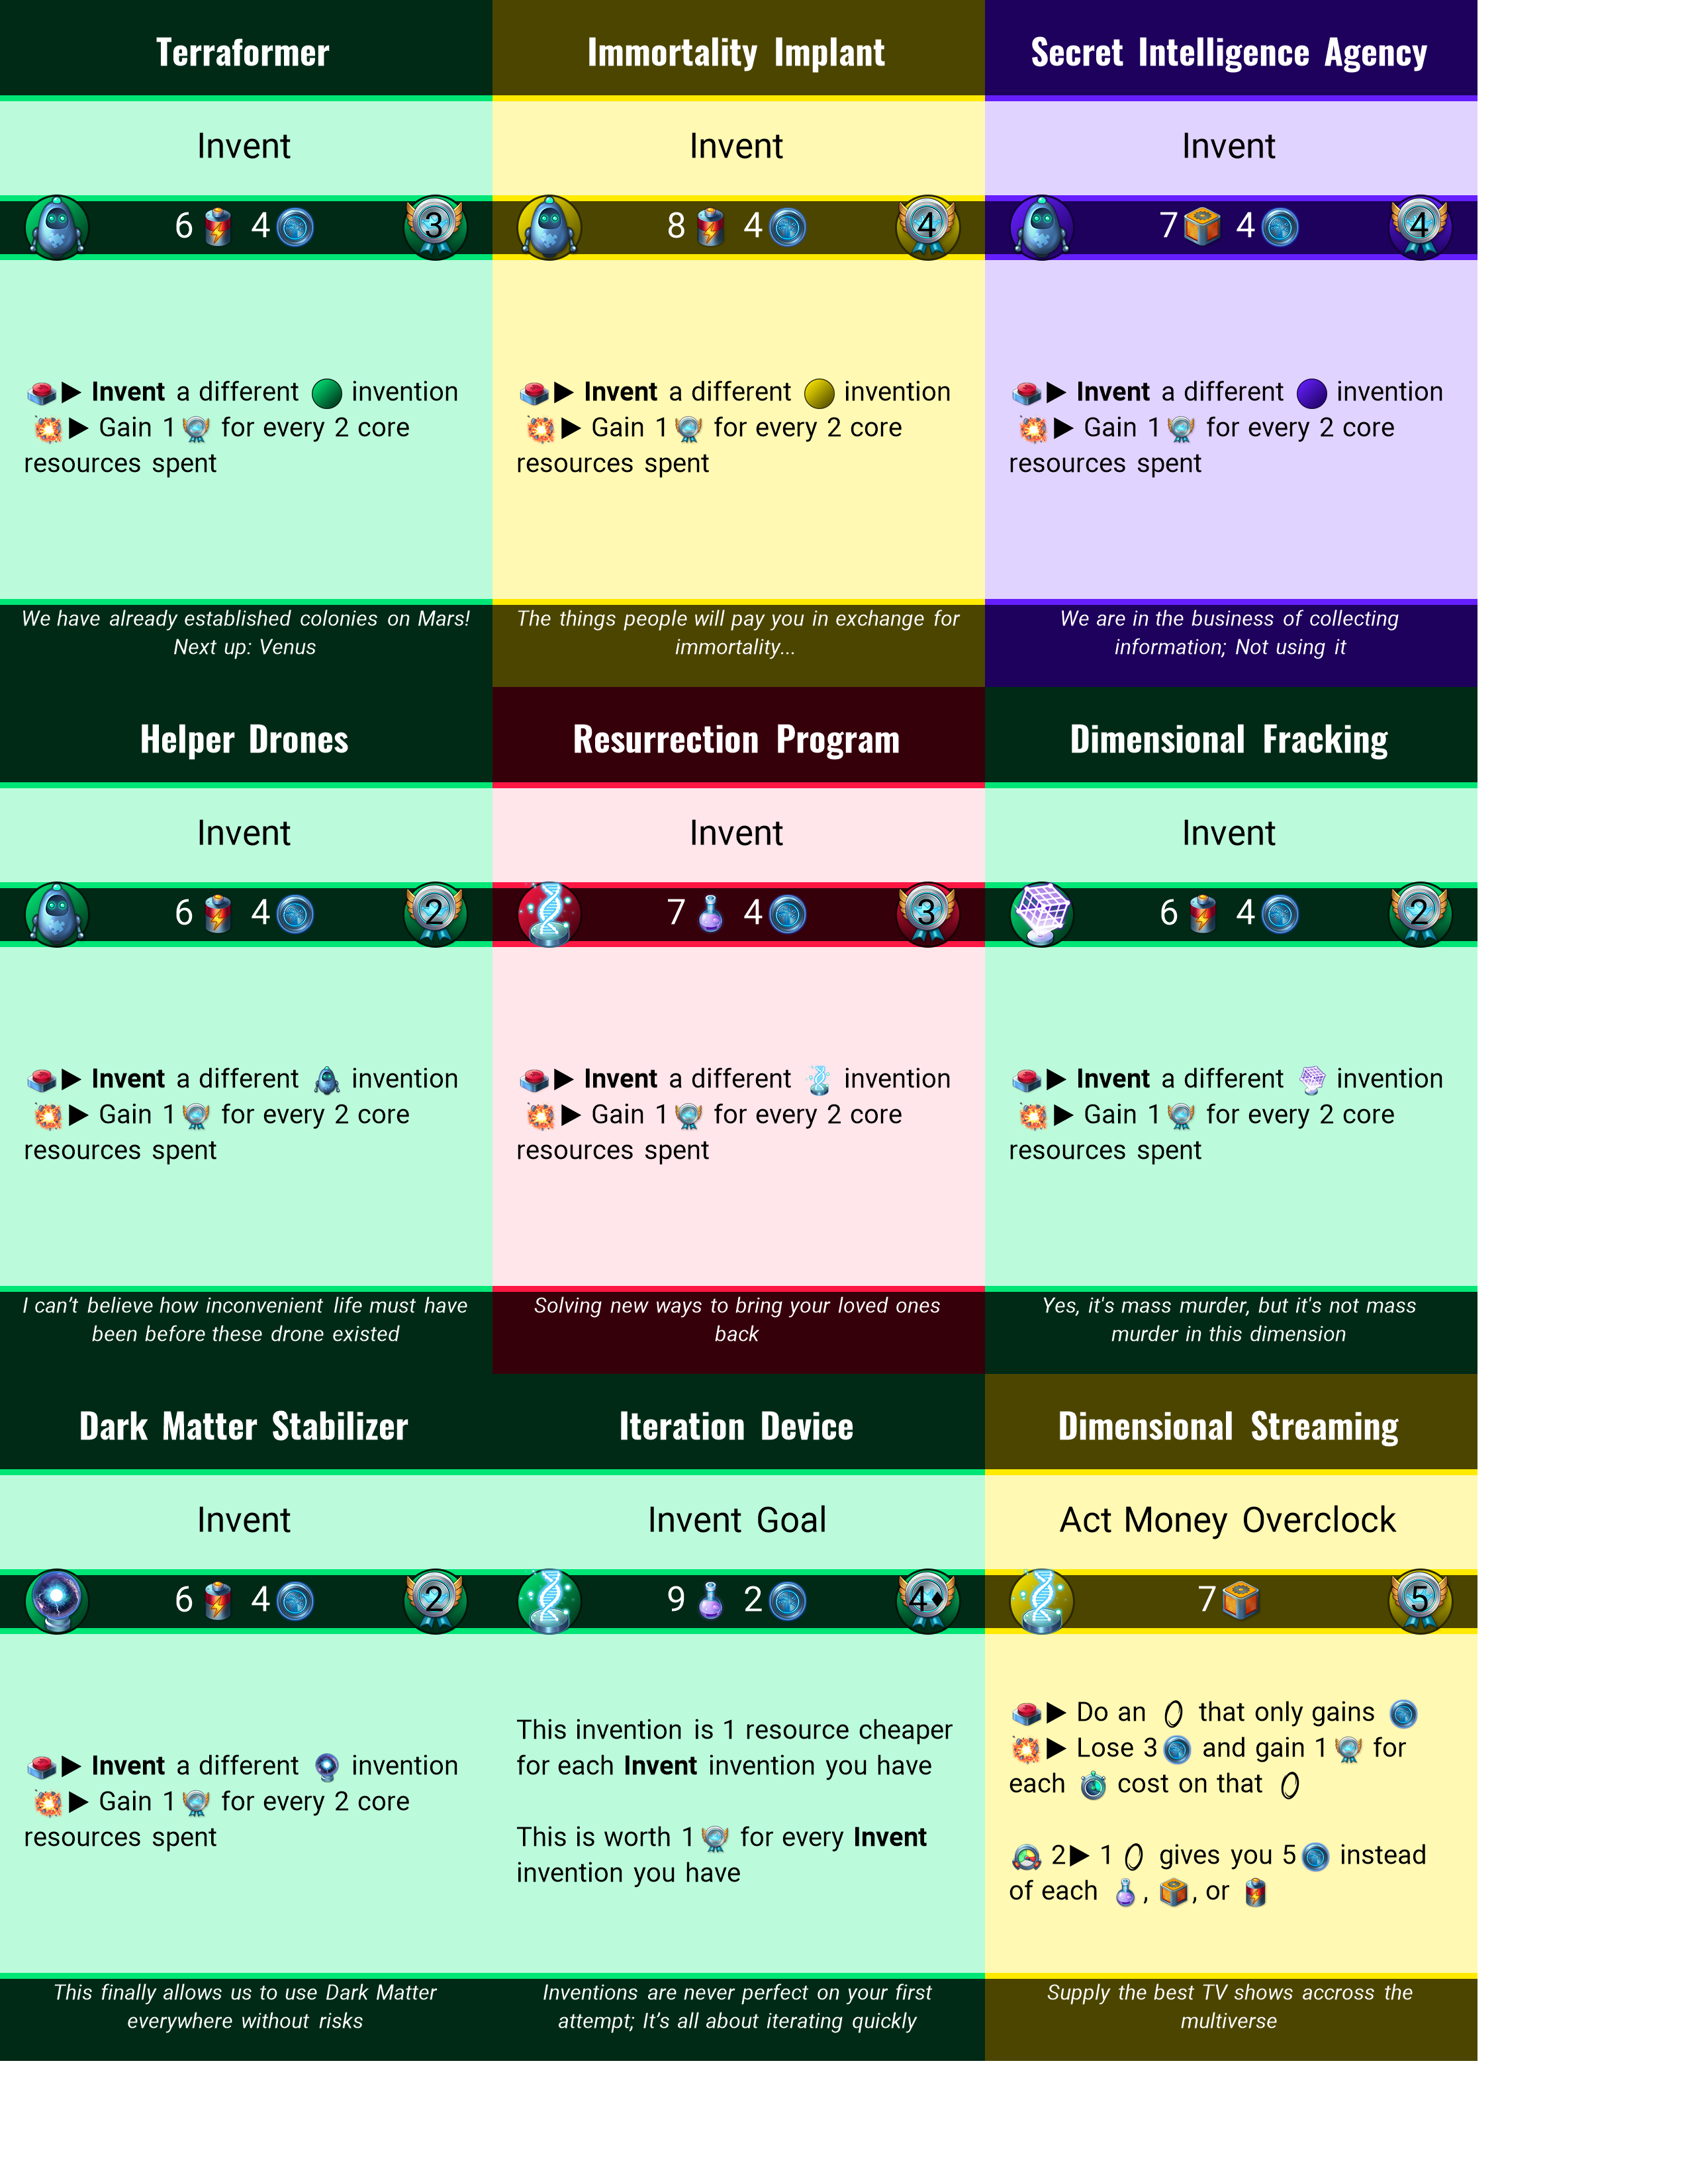 Terraformer
Invent
6 4 3
▶ Invent a different invention
▶ Gain 1 for every 2 core
resources spent
We have already established colonies on Mars!
Next up: Venus
Immortality Implant
Invent
8 4 4
▶ Invent a different invention
▶ Gain 1 for every 2 core
resources spent
The things people will pay you in exchange for
immortality...
Secret Intelligence Agency
Invent
7 4 4
▶ Invent a different invention
▶ Gain 1 for every 2 core
resources spent
We are in the business of collecting
information; Not using it
Helper Drones
Invent
6 4 2
▶ Invent a different invention
▶ Gain 1 for every 2 core
resources spent
I can’t believe how inconvenient life must have
been before these drone existed
Resurrection Program
Invent
7 4 3
▶ Invent a different invention
▶ Gain 1 for every 2 core
resources spent
Solving new ways to bring your loved ones
back
Dimensional Fracking
Invent
6 4 2
▶ Invent a different invention
▶ Gain 1 for every 2 core
resources spent
Yes, it's mass murder, but it's not mass
murder in this dimension
Dark Matter Stabilizer
Invent
6 4 2
▶ Invent a different invention
▶ Gain 1 for every 2 core
resources spent
This finally allows us to use Dark Matter
everywhere without risks
Iteration Device
Invent Goal
9 2 4♦
This invention is 1 resource cheaper
for each Invent invention you have
This is worth 1 for every Invent
invention you have
Inventions are never perfect on your first
attempt; It’s all about iterating quickly
Dimensional Streaming
Act Money Overclock
7 5
▶ Do an that only gains
▶ Lose 3 and gain 1 for
each cost on that
2▶ 1 gives you 5 instead
of each , , or
Supply the best TV shows accross the
multiverse